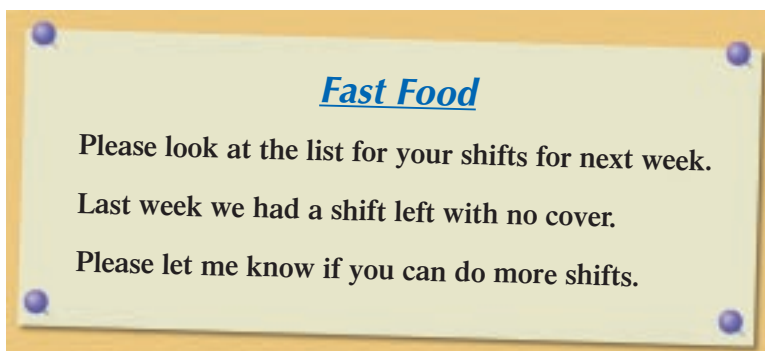 Fast Food
Please look at the list for your shifts for next week.
Last week we had a shift left with no cover.
Please let me know if you can do more shifts.